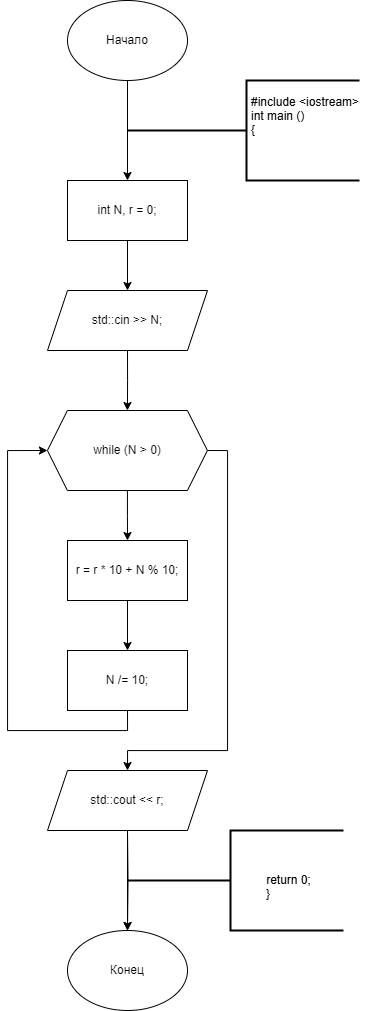 Начало
#include <iostream>
int main ()
{
int N, r = 0;
std::cin >> N;
while (N > 0)
r = r * 10 + N % 10;
N /= 10;
std::cout << r;
return 0;
}
Конец